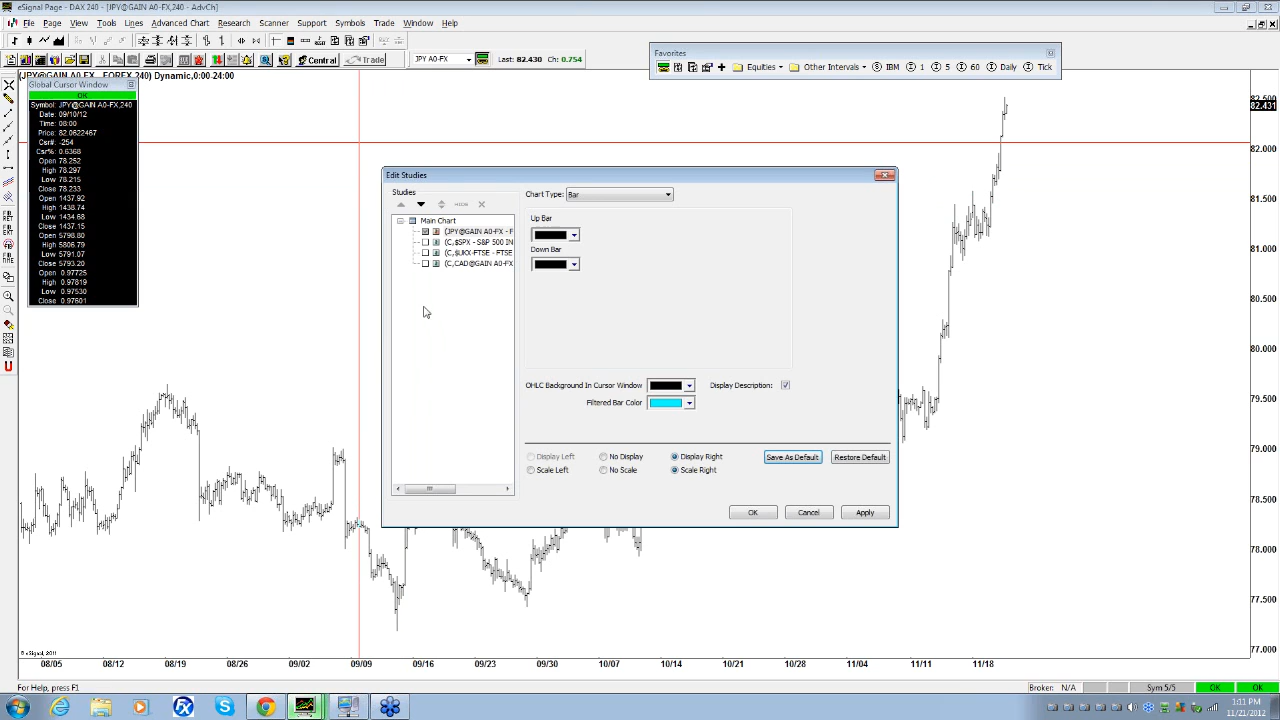 eSignal Page - DAX 240 - [JPY@GAIN A0-FX,240 - AdvCh]
File Page View Tools Lines Advanced Chart Research Scanner Support Symbols Trade Window Help
Central Trade JPY A0-FX Last: 82.430 Ch: 0.754
Favorites
Equities Other Intervals IBM 1 5 60 Daily Tick
(JPY@GAIN A0-FX - FOREX,240) Dynamic,0:00-24:00
Global Cursor Window
OK
Symbol: JPY@GAIN A0-FX,240
Date: 09/10/12
Time: 08:00
Price: 82.0622467
Csr#: -254
Csr%: 0.6368
Open 78.252
High 78.297
Low 78.215
Close 78.233
Open 1437.92
High 1438.74
Low 1434.68
Close 1437.15
Open 5798.80
High 5806.79
Low 5791.07
Close 5793.20
Open 0.97725
High 0.97819
Low 0.97530
Close 0.97601
Edit Studies
Studies
HIGH
Main Chart
(JPY@GAIN A0-FX - F
(C,$SPX - S&P 500 IN
(C,$UKX-FTSE - FTSE
(C,CAD@GAIN A0-FX
Chart Type: Bar
Up Bar
Down Bar
OHLC Background In Cursor Window
Display Description:
Filtered Bar Color
Display Left No Display Display Right
Scale Left No Scale Scale Right
Save As Default Restore Default
OK Cancel Apply
82.500
82.431
82.000
81.500
81.000
80.500
80.000
79.500
79.000
78.500
78.000
77.500
77.000
© eSignal, 2011
08/05 08/12 08/19 08/26 09/02 09/09 09/16 09/23 09/30 10/07 10/14 10/21 10/28 11/04 11/11 11/18
For Help, press F1
Broker: N/A Sym 5/5 OK OK
1:11 PM
11/21/2012